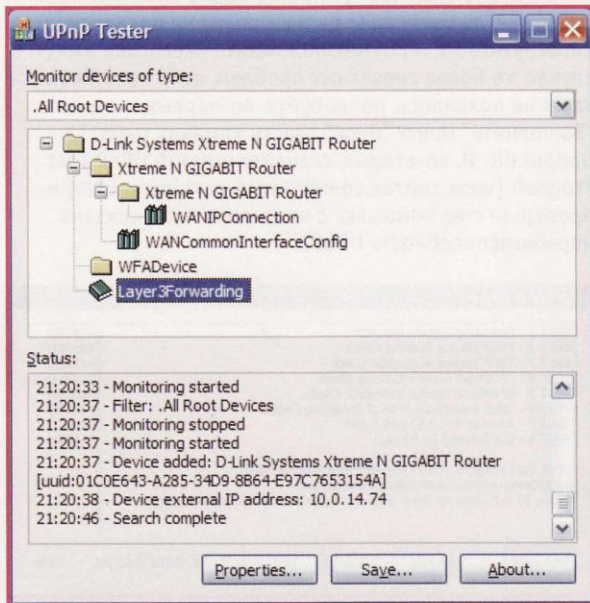 UPnP Tester
Monitor devices of type:
.All Root Devices
D-Link Systems Xtreme N GIGABIT Router
Xtreme N GIGABIT Router
Xtreme N GIGABIT Router
WANIPConnection
WANCommonInterfaceConfig
WFADevice
Layer3Forwarding
Status:
21:20:33 - Monitoring started
21:20:37 - Filter: .All Root Devices
21:20:37 - Monitoring stopped
21:20:37 - Monitoring started
21:20:37 - Device added: D-Link Systems Xtreme N GIGABIT Router
[uuid:01C0E643-A285-34D9-8B64-E97C7653154A]
21:20:38 - Device external IP address: 10.0.14.74
21:20:46 - Search complete
Properties... Save... About...